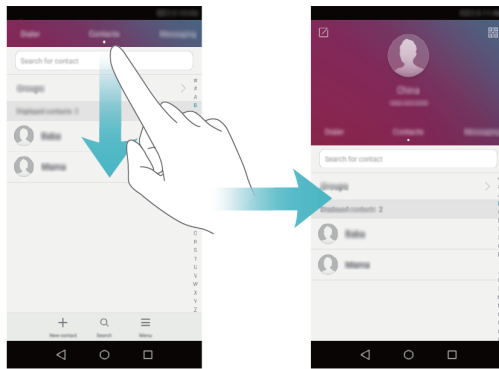 Dialer Contacts Messaging
Search for contact
Groups
#
A
B
Displayed contacts: 2
Baba
Mama
Q
R
S
T
U
V
W
X
Y
Z
New contact Search Menu
China
Dialer Contacts Messaging
Search for contact
Groups
Displayed contacts: 2
Baba
Mama